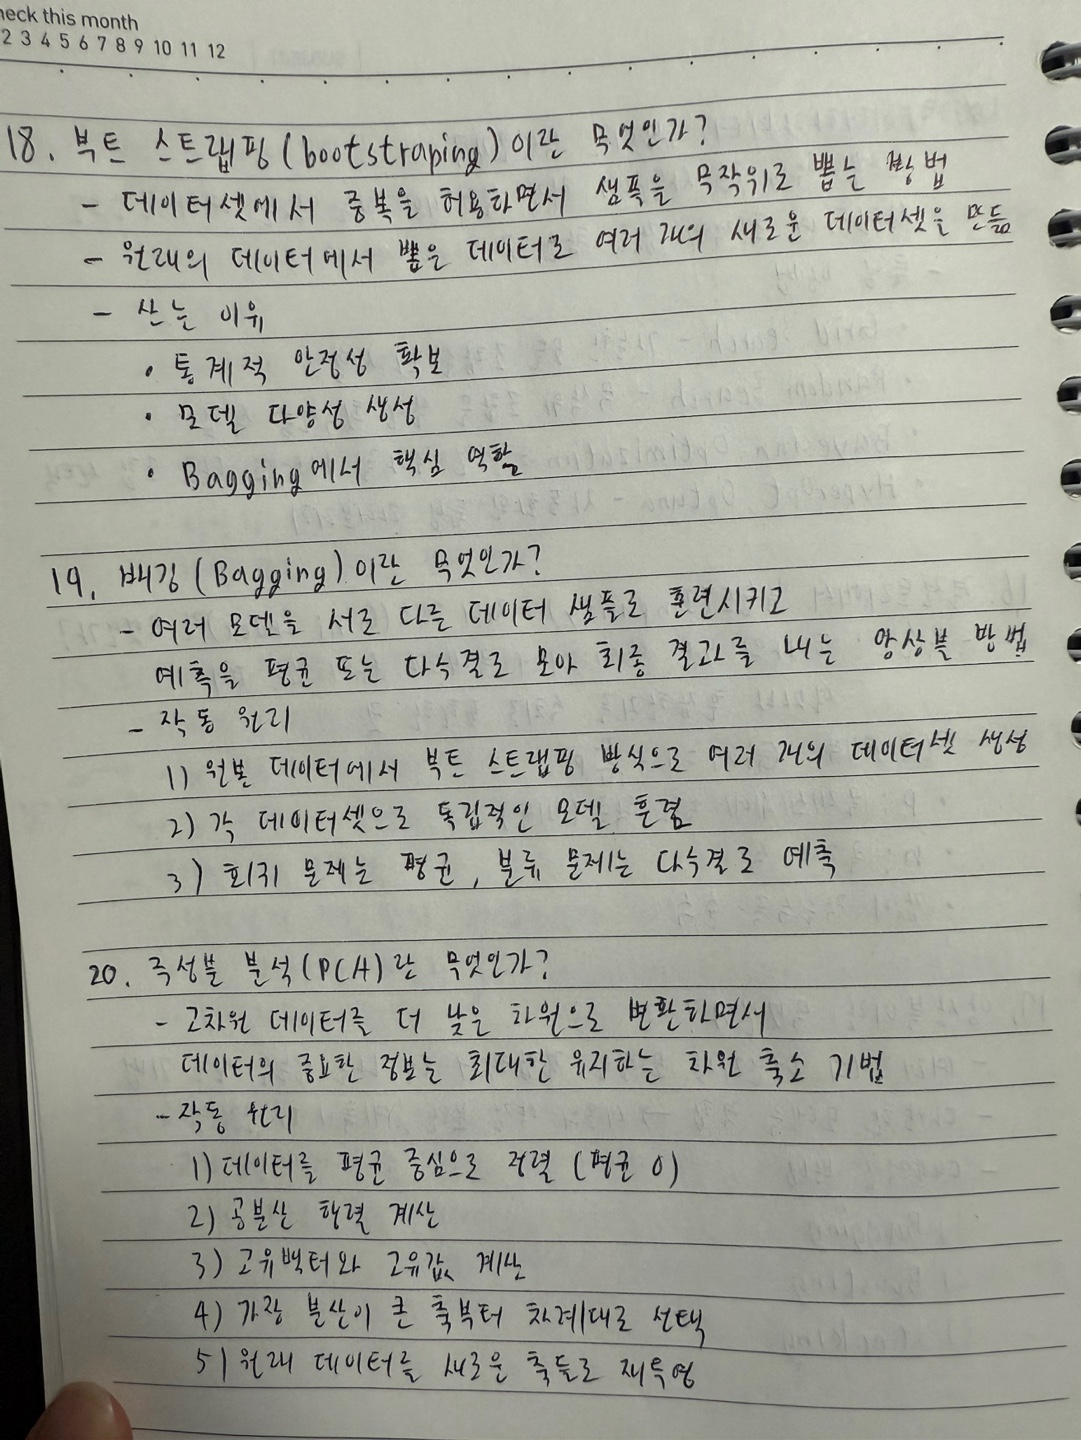 heck this month
2 3 4 5 6 7 8 9 10 11 12
18. 부트 스트랩핑(bootstraping)이란 무엇인가?
- 데이터셋에서 중복을 허용하면서 샘플을 무작위로 뽑는 방법
- 원래의 데이터에서 뽑은 데이터로 여러 개의 새로운 데이터셋을 만듦
- 쓰는 이유
• 통계적 안정성 확보
• 모델 다양성 생성
• Bagging에서 핵심 역할
19. 배깅(Bagging)이란 무엇인가?
- 여러 모델을 서로 다른 데이터 샘플로 훈련시키고
예측을 평균 또는 다수결로 모아 최종 결과를 내는 앙상블 방법
- 작동 원리
1) 원본 데이터에서 부트 스트랩핑 방식으로 여러 개의 데이터셋 생성
2) 각 데이터셋으로 독립적인 모델 훈련
3) 회귀 문제는 평균, 분류 문제는 다수결로 예측
20. 주성분 분석(PCA)란 무엇인가?
- 고차원 데이터를 더 낮은 차원으로 변환하면서
데이터의 중요한 정보는 최대한 유지하는 차원 축소 기법
- 작동 원리
1) 데이터를 평균 중심으로 정렬 (평균 0)
2) 공분산 행렬 계산
3) 고유벡터와 고유값 계산
4) 가장 분산이 큰 축부터 차례대로 선택
5) 원래 데이터를 새로운 축들로 재투영